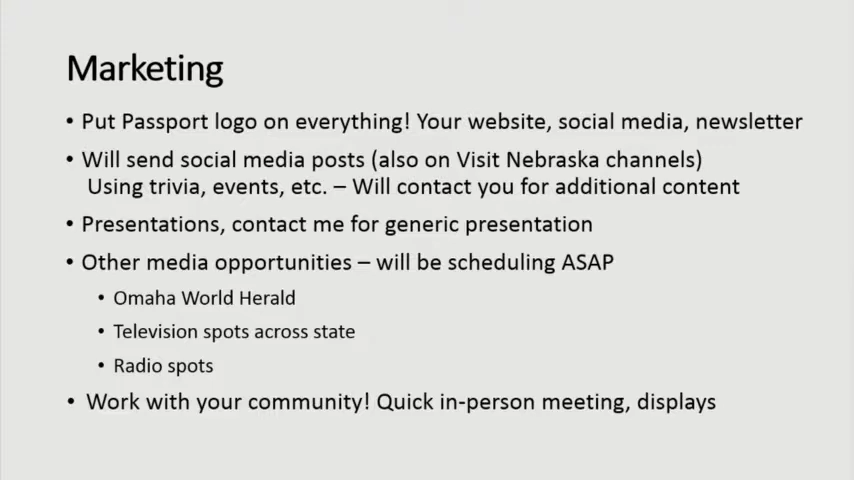 Marketing
• Put Passport logo on everything! Your website, social media, newsletter
• Will send social media posts (also on Visit Nebraska channels)
Using trivia, events, etc. – Will contact you for additional content
• Presentations, contact me for generic presentation
• Other media opportunities – will be scheduling ASAP
• Omaha World Herald
• Television spots across state
• Radio spots
• Work with your community! Quick in-person meeting, displays